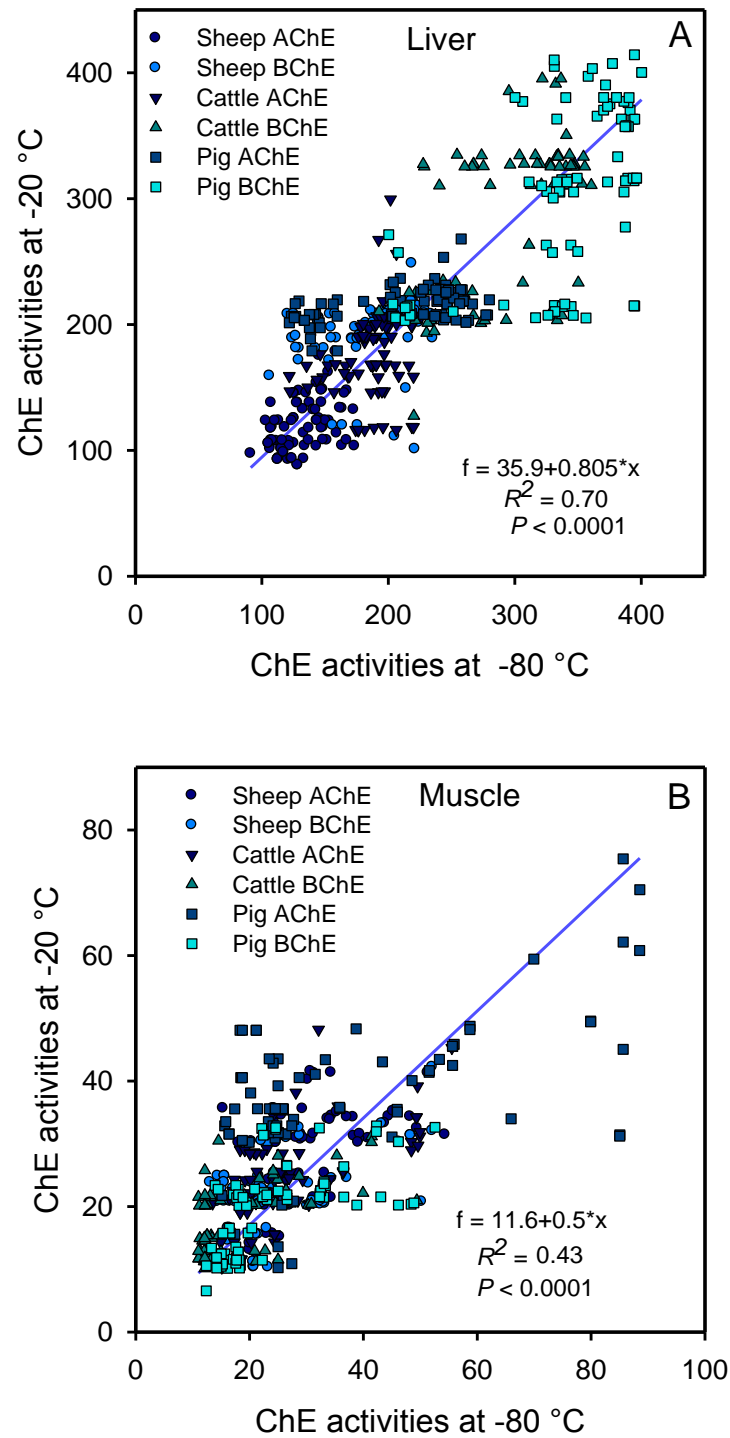 Liver
A
Sheep AChE
Sheep BChE
Cattle AChE
Cattle BChE
Pig AChE
Pig BChE
ChE activities at -20 °C
400
300
200
100
0
f = 35.9+0.805*x
R² = 0.70
P < 0.0001
0 100 200 300 400
ChE activities at -80 °C
Muscle
B
Sheep AChE
Sheep BChE
Cattle AChE
Cattle BChE
Pig AChE
Pig BChE
ChE activities at -20 °C
80
60
40
20
0
f = 11.6+0.5*x
R² = 0.43
P < 0.0001
0 20 40 60 80 100
ChE activities at -80 °C